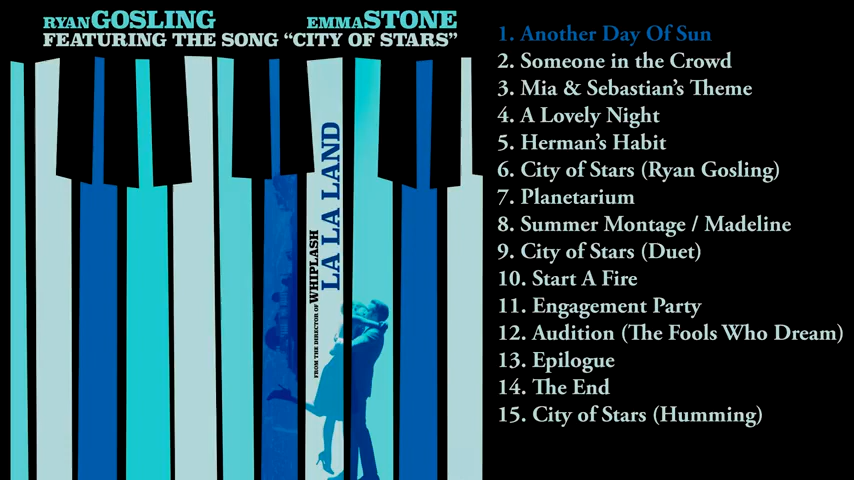 RYANGOSLING EMMASTONE
FEATURING THE SONG “CITY OF STARS”
LA LA LAND
FROM THE DIRECTOR OF WHIPLASH
1. Another Day Of Sun
2. Someone in the Crowd
3. Mia & Sebastian’s Theme
4. A Lovely Night
5. Herman’s Habit
6. City of Stars (Ryan Gosling)
7. Planetarium
8. Summer Montage / Madeline
9. City of Stars (Duet)
10. Start A Fire
11. Engagement Party
12. Audition (The Fools Who Dream)
13. Epilogue
14. The End
15. City of Stars (Humming)